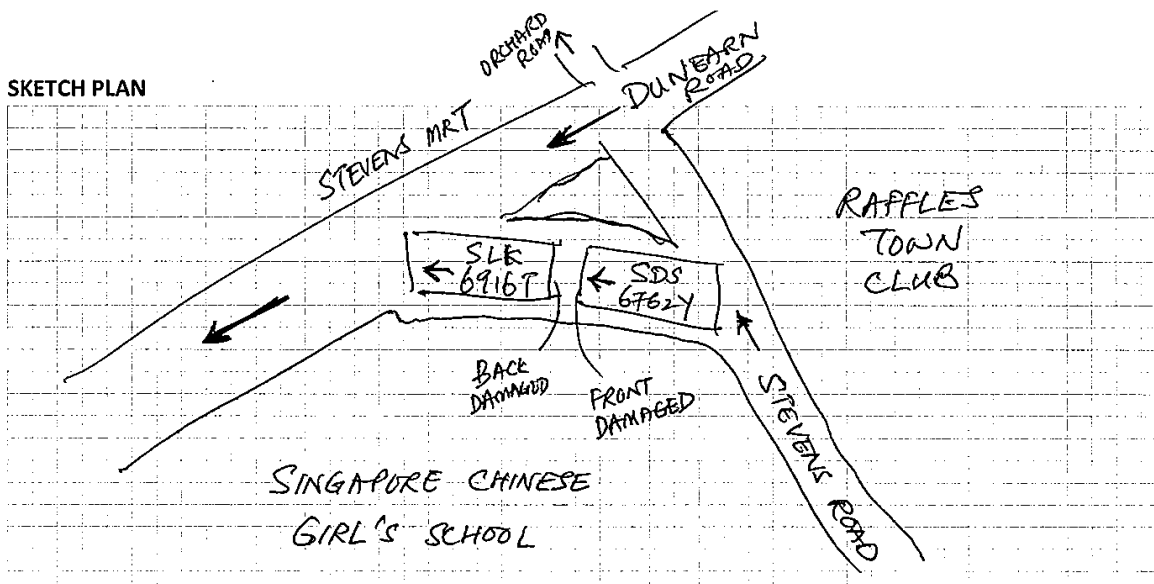 ORCHARD
ROAD
DUNEARN
ROAD
SKETCH PLAN
STEVENS MRT
RAFFLES
TOWN
CLUB
SLK
6916T
SDS
6762Y
BACK
DAMAGED
FRONT
DAMAGED
STEVENS ROAD
SINGAPORE CHINESE
GIRL'S SCHOOL